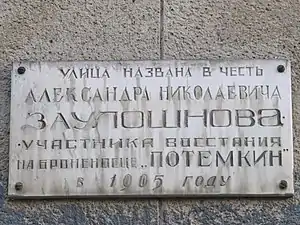 УЛИЦА НАЗВАНА В ЧЕСТЬ
АЛЕКСАНДРА НИКОЛАЕВИЧА
ЗАУЛОШНОВА·
·УЧАСТНИКА ВОССТАНИЯ
НА БРОНЕНОСЦЕ „ПОТЕМКИН"
в 1905 году